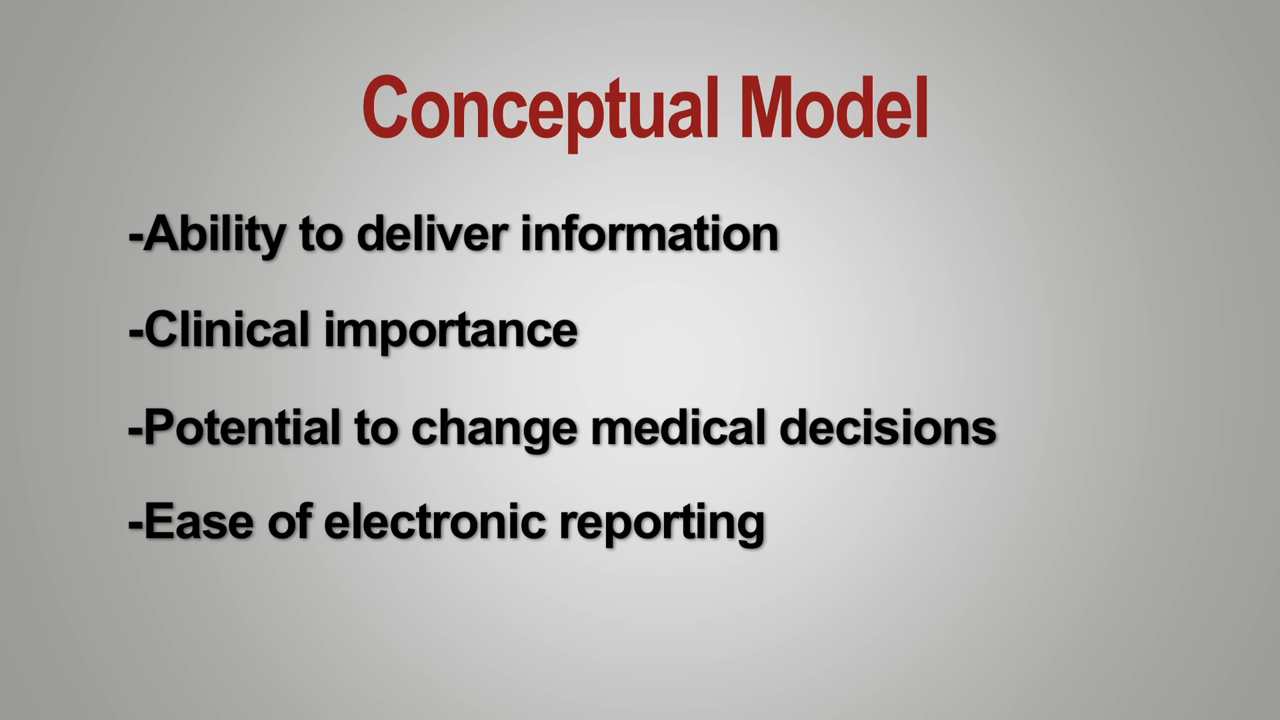 Conceptual Model
-Ability to deliver information
-Clinical importance
-Potential to change medical decisions
-Ease of electronic reporting